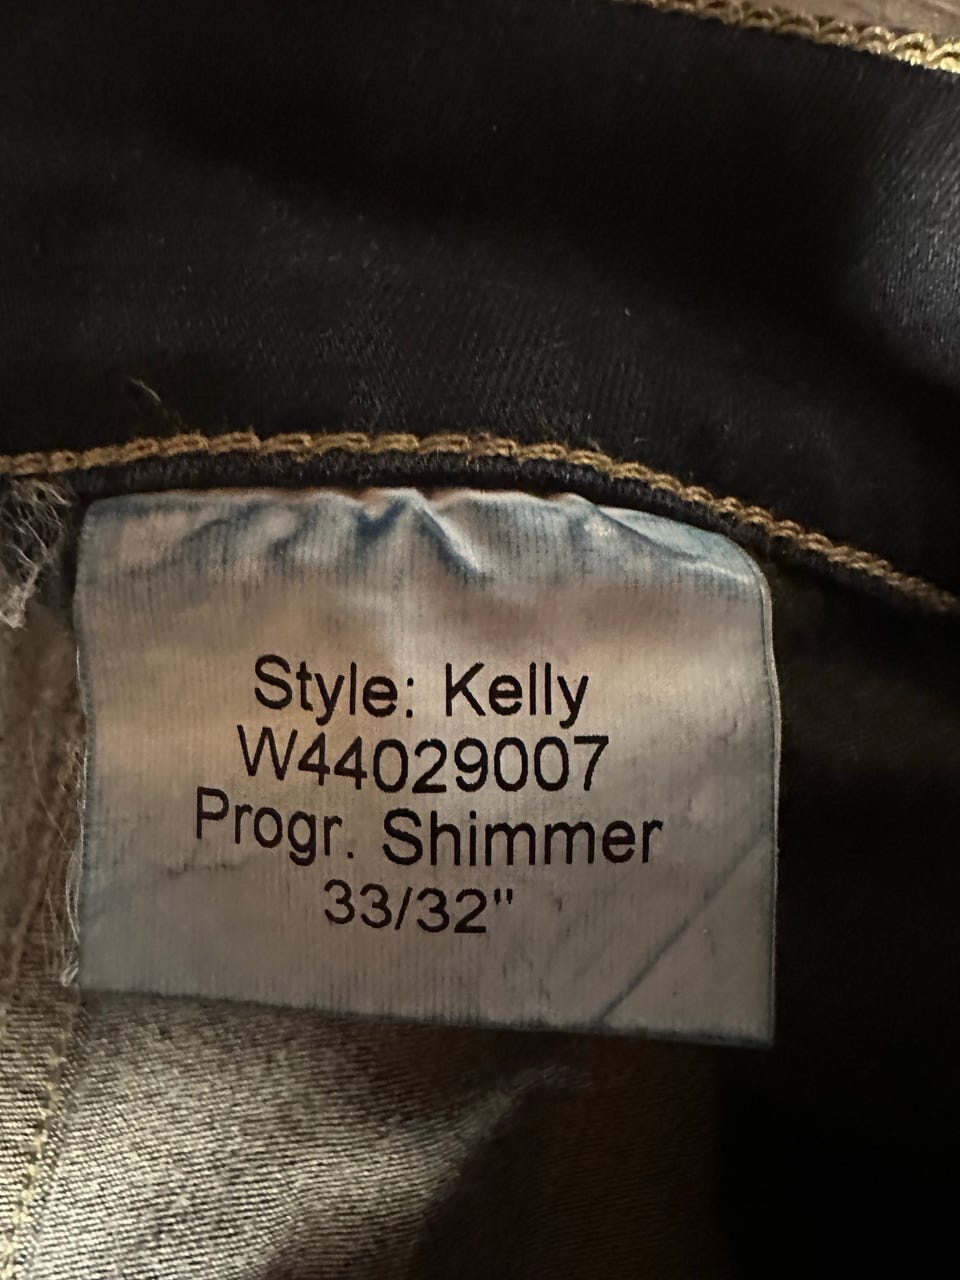 Style: Kelly
W44029007
Progr. Shimmer
33/32"